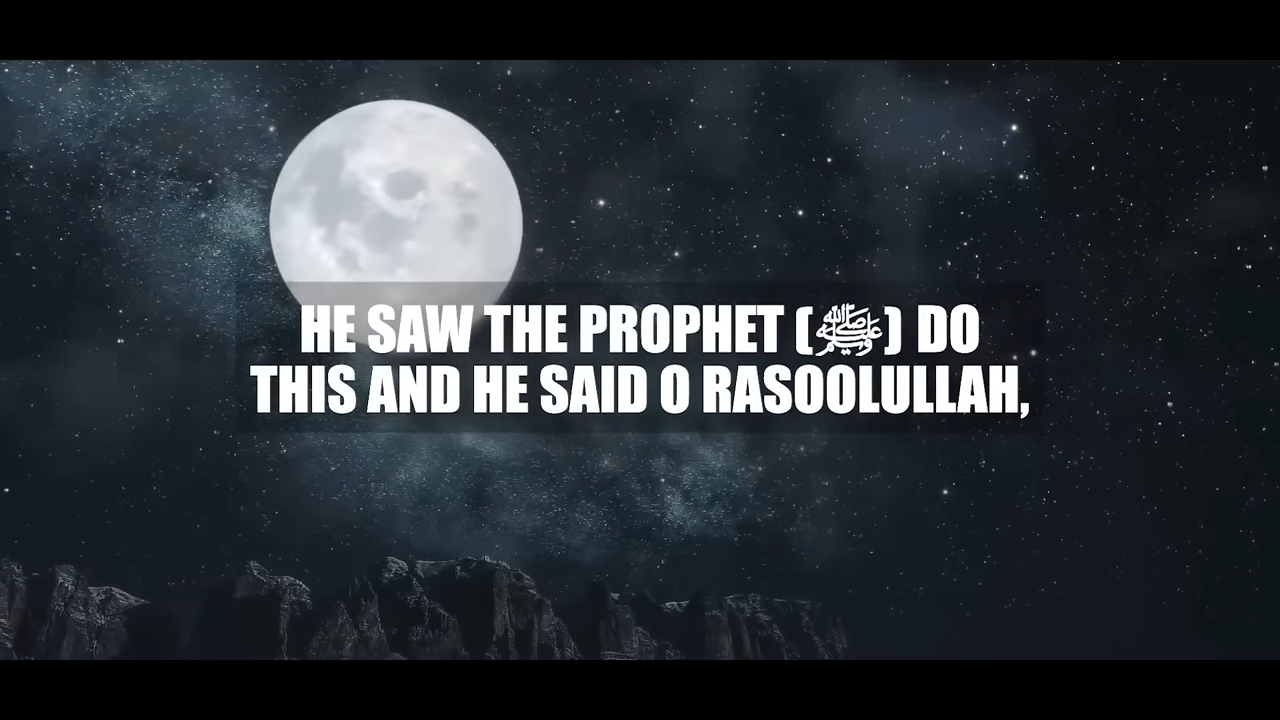 HE SAW THE PROPHET (ﷺ) DO
THIS AND HE SAID O RASOOLULLAH,